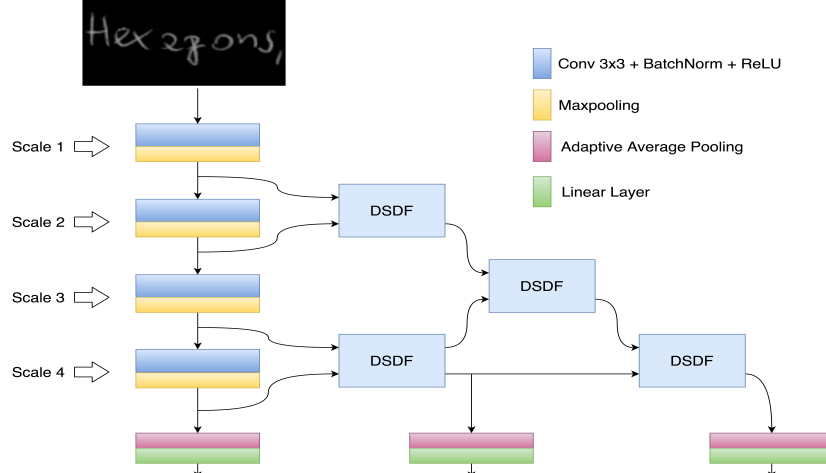 Hexagons,
Conv 3x3 + BatchNorm + ReLU
Maxpooling
Adaptive Average Pooling
Linear Layer
Scale 1
Scale 2
Scale 3
Scale 4
DSDF
DSDF
DSDF
DSDF